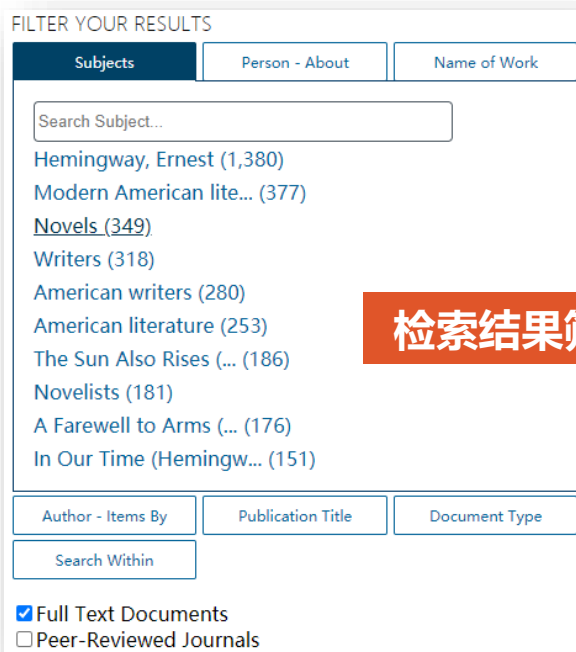 FILTER YOUR RESULTS
Subjects Person - About Name of Work
Search Subject...
Hemingway, Ernest (1,380)
Modern American lite... (377)
Novels (349)
Writers (318)
American writers (280)
American literature (253)
检索结果
The Sun Also Rises (... (186)
Novelists (181)
A Farewell to Arms (... (176)
In Our Time (Hemingw... (151)
Author - Items By Publication Title Document Type
Search Within
Full Text Documents
Peer-Reviewed Journals